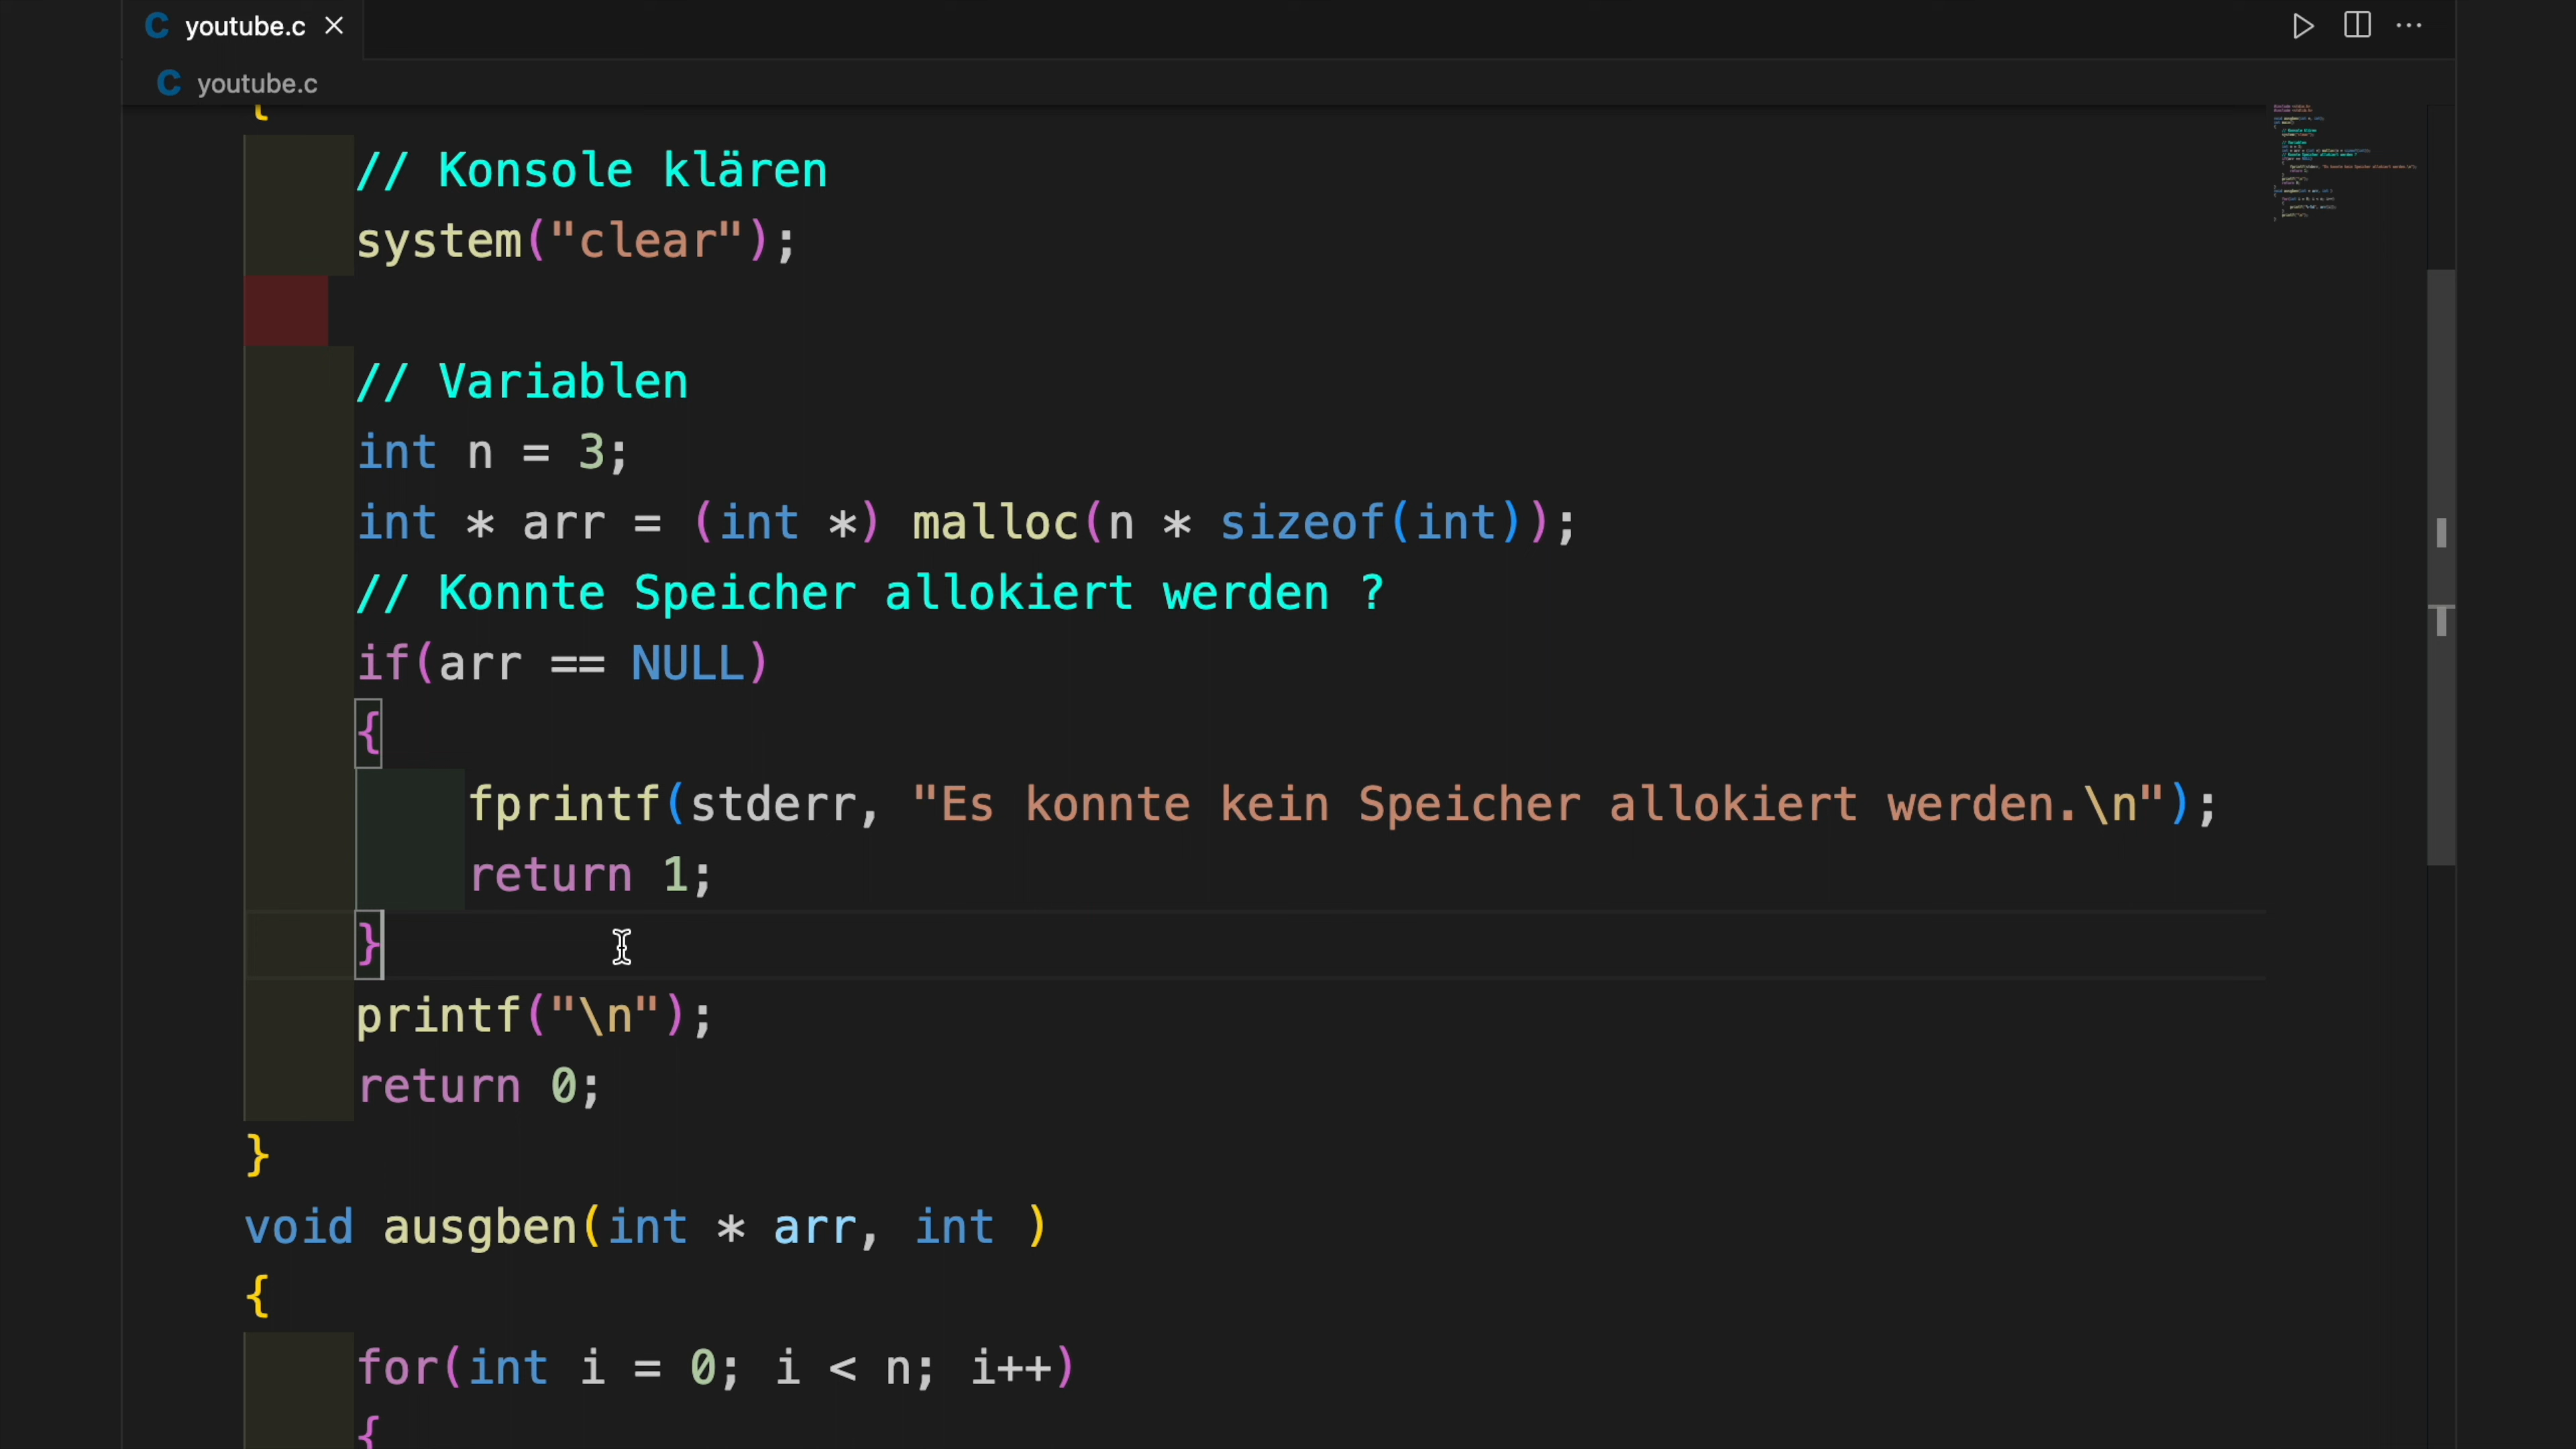 C youtube.c
C youtube.c
{
// Konsole klären
system("clear");
// Variablen
int n = 3;
int * arr = (int *) malloc(n * sizeof(int));
// Konnte Speicher allokiert werden ?
if(arr == NULL)
{
fprintf(stderr, "Es konnte kein Speicher allokiert werden.\n");
return 1;
}
printf("\n");
return 0;
}
void ausgben(int * arr, int )
{
for(int i = 0; i < n; i++)
{